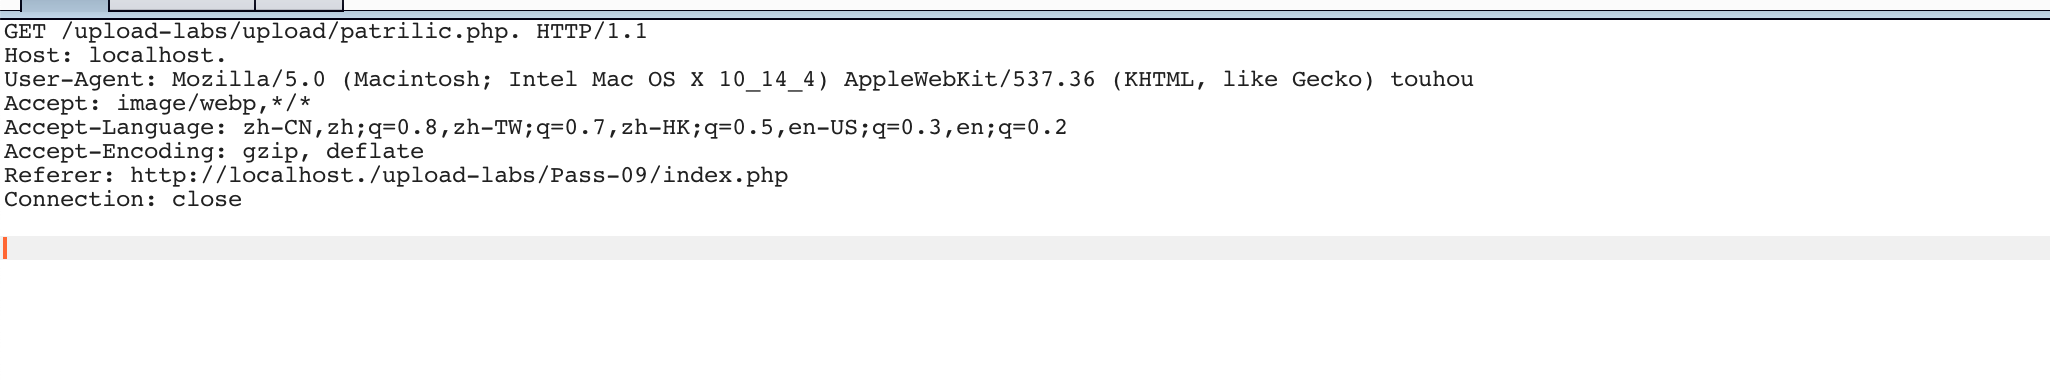 GET /upload-labs/upload/patrilic.php. HTTP/1.1
Host: localhost.
User-Agent: Mozilla/5.0 (Macintosh; Intel Mac OS X 10_14_4) AppleWebKit/537.36 (KHTML, like Gecko) touhou
Accept: image/webp,*/*
Accept-Language: zh-CN,zh;q=0.8,zh-TW;q=0.7,zh-HK;q=0.5,en-US;q=0.3,en;q=0.2
Accept-Encoding: gzip, deflate
Referer: http://localhost./upload-labs/Pass-09/index.php
Connection: close